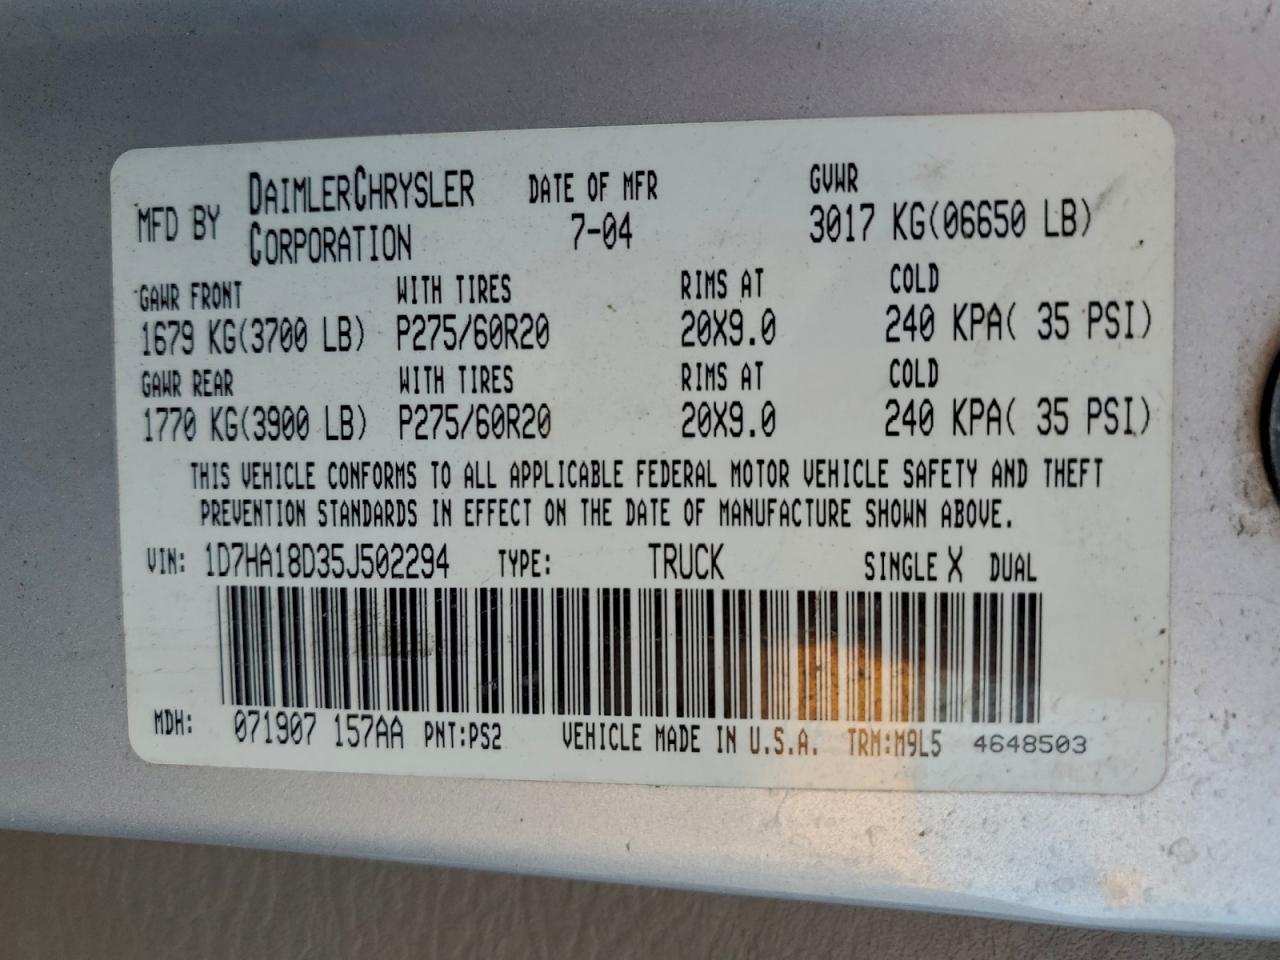 MFD BY DAIMLERCHRYSLER CORPORATION DATE OF MFR 7-04 GVWR 3017 KG(06650 LB)
GAWR FRONT WITH TIRES RIMS AT COLD
1679 KG(3700 LB) P275/60R20 20X9.0 240 KPA( 35 PSI)
GAWR REAR WITH TIRES RIMS AT COLD
1770 KG(3900 LB) P275/60R20 20X9.0 240 KPA( 35 PSI)
THIS VEHICLE CONFORMS TO ALL APPLICABLE FEDERAL MOTOR VEHICLE SAFETY AND THEFT
PREVENTION STANDARDS IN EFFECT ON THE DATE OF MANUFACTURE SHOWN ABOVE.
VIN: 1D7HA18D35J502294 TYPE: TRUCK SINGLE X DUAL
MDH: 071907 157AA PNT:PS2 VEHICLE MADE IN U.S.A. TRM:M9L5 4648503